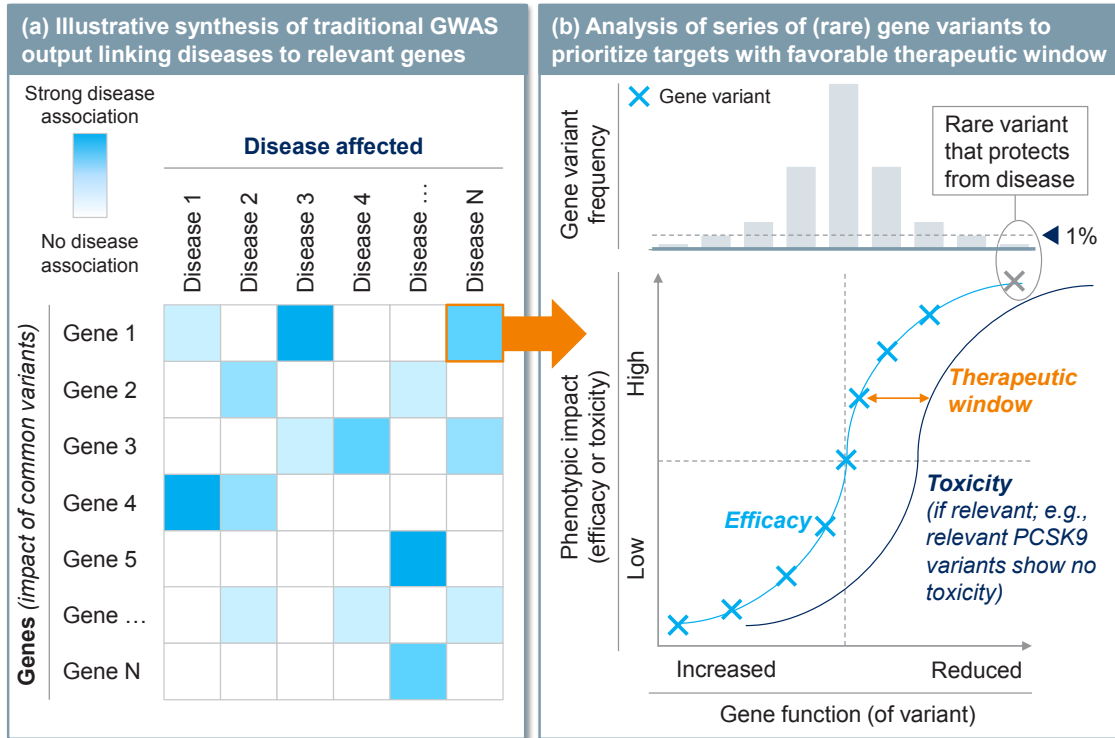 (a) Illustrative synthesis of traditional GWAS
output linking diseases to relevant genes
Strong disease
association
No disease
association
Disease affected
Disease 1
Disease 2
Disease 3
Disease 4
Disease …
Disease N
Genes (impact of common variants)
Gene 1
Gene 2
Gene 3
Gene 4
Gene 5
Gene …
Gene N
(b) Analysis of series of (rare) gene variants to
prioritize targets with favorable therapeutic window
Gene variant
Gene variant
frequency
Rare variant
that protects
from disease
1%
Phenotypic impact
(efficacy or toxicity)
High
Low
Therapeutic
window
Efficacy
Toxicity
(if relevant; e.g.,
relevant PCSK9
variants show no
toxicity)
Increased
Reduced
Gene function (of variant)